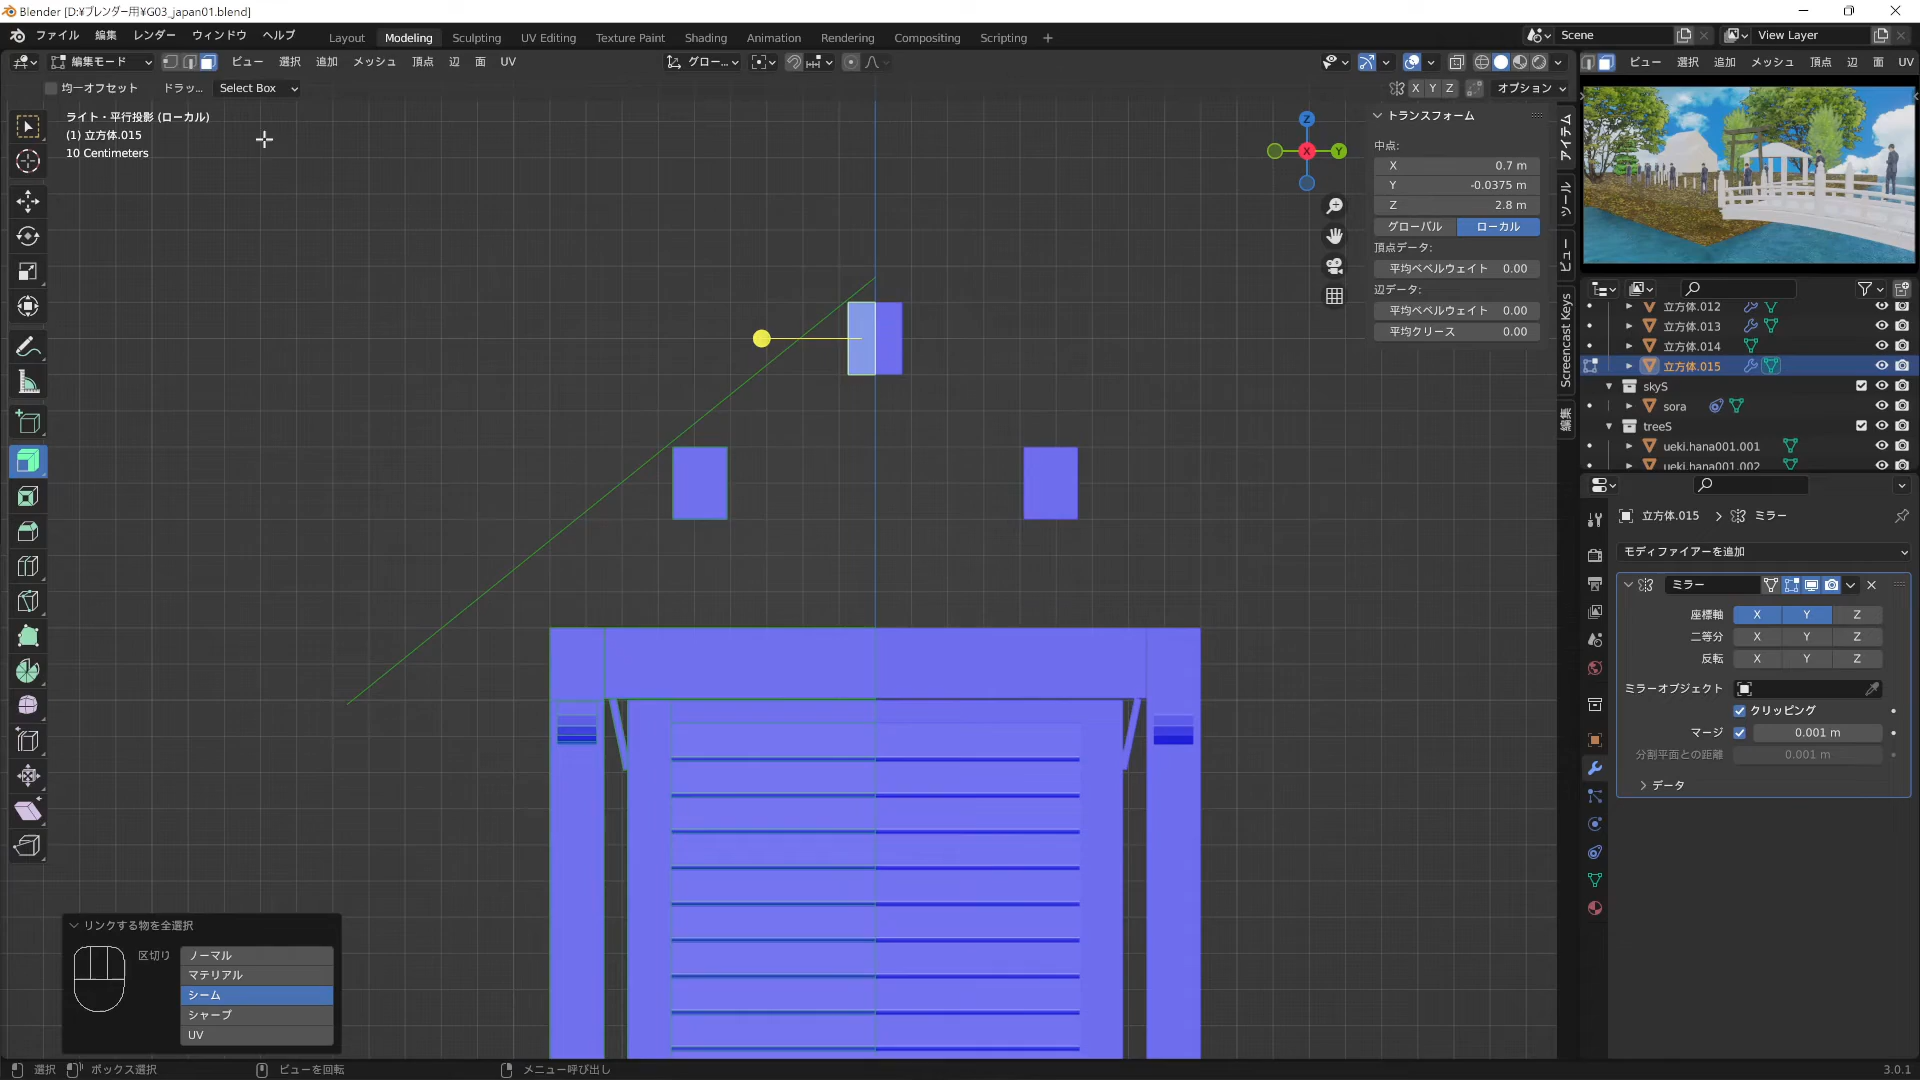 Blender [D:¥ブレンダー用¥G03_japan01.blend]
ファイル 編集 レンダー ウィンドウ ヘルプ Layout Modeling Sculpting UV Editing Texture Paint Shading Animation Rendering Compositing Scripting + Scene View Layer
編集モード ビュー 選択 追加 メッシュ 頂点 辺 面 UV グロー... ビュー 選択 追加 メッシュ 頂点 辺 面 UV
均一オフセット ドラッ... Select Box X Y Z オプション
ライト・平行投影 (ローカル)
(1) 立方体.015
10 Centimeters
Z
X
Y
トランスフォーム
中点:
X 0.7 m
Y -0.0375 m
Z 2.8 m
グローバル ローカル
頂点データ:
平均ベベルウェイト 0.00
辺データ:
平均ベベルウェイト 0.00
平均クリース 0.00
アイテム
ツール
ビュー
Screencast Keys
編集
立方体.012
立方体.013
立方体.014
立方体.015
skyS
sora
treeS
ueki.hana001.001
ueki.hana001.002
立方体.015 > ミラー
モディファイアーを追加
ミラー
座標軸 X Y Z
二等分 X Y Z
反転 X Y Z
ミラーオブジェクト
クリッピング
マージ 0.001 m
分割平面との距離 0.001 m
データ
リンクする物を全選択
区切り ノーマル
マテリアル
シーム
シャープ
UV
選択 ボックス選択 ビューを回転 メニュー呼び出し 3.0.1